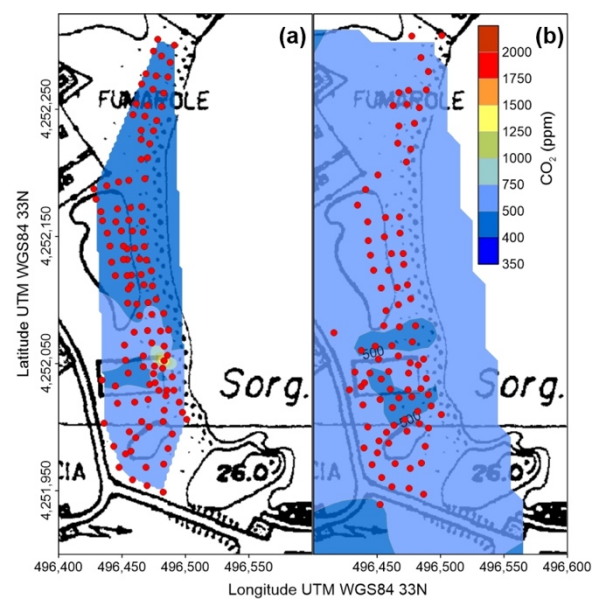 (a)
(b)
FUMAROLE
2000
1750
1500
1250
1000
750
500
400
350
CO₂ (ppm)
4,252,250
4,252,150
4,252,050
4,251,950
Latitude UTM WGS84 33N
500
500
Sorg.
Sorg.
CIA
26.0
CIA
26.0
496,400
496,450
496,500
496,550
496,450
496,500
496,550
496,600
Longitude UTM WGS84 33N